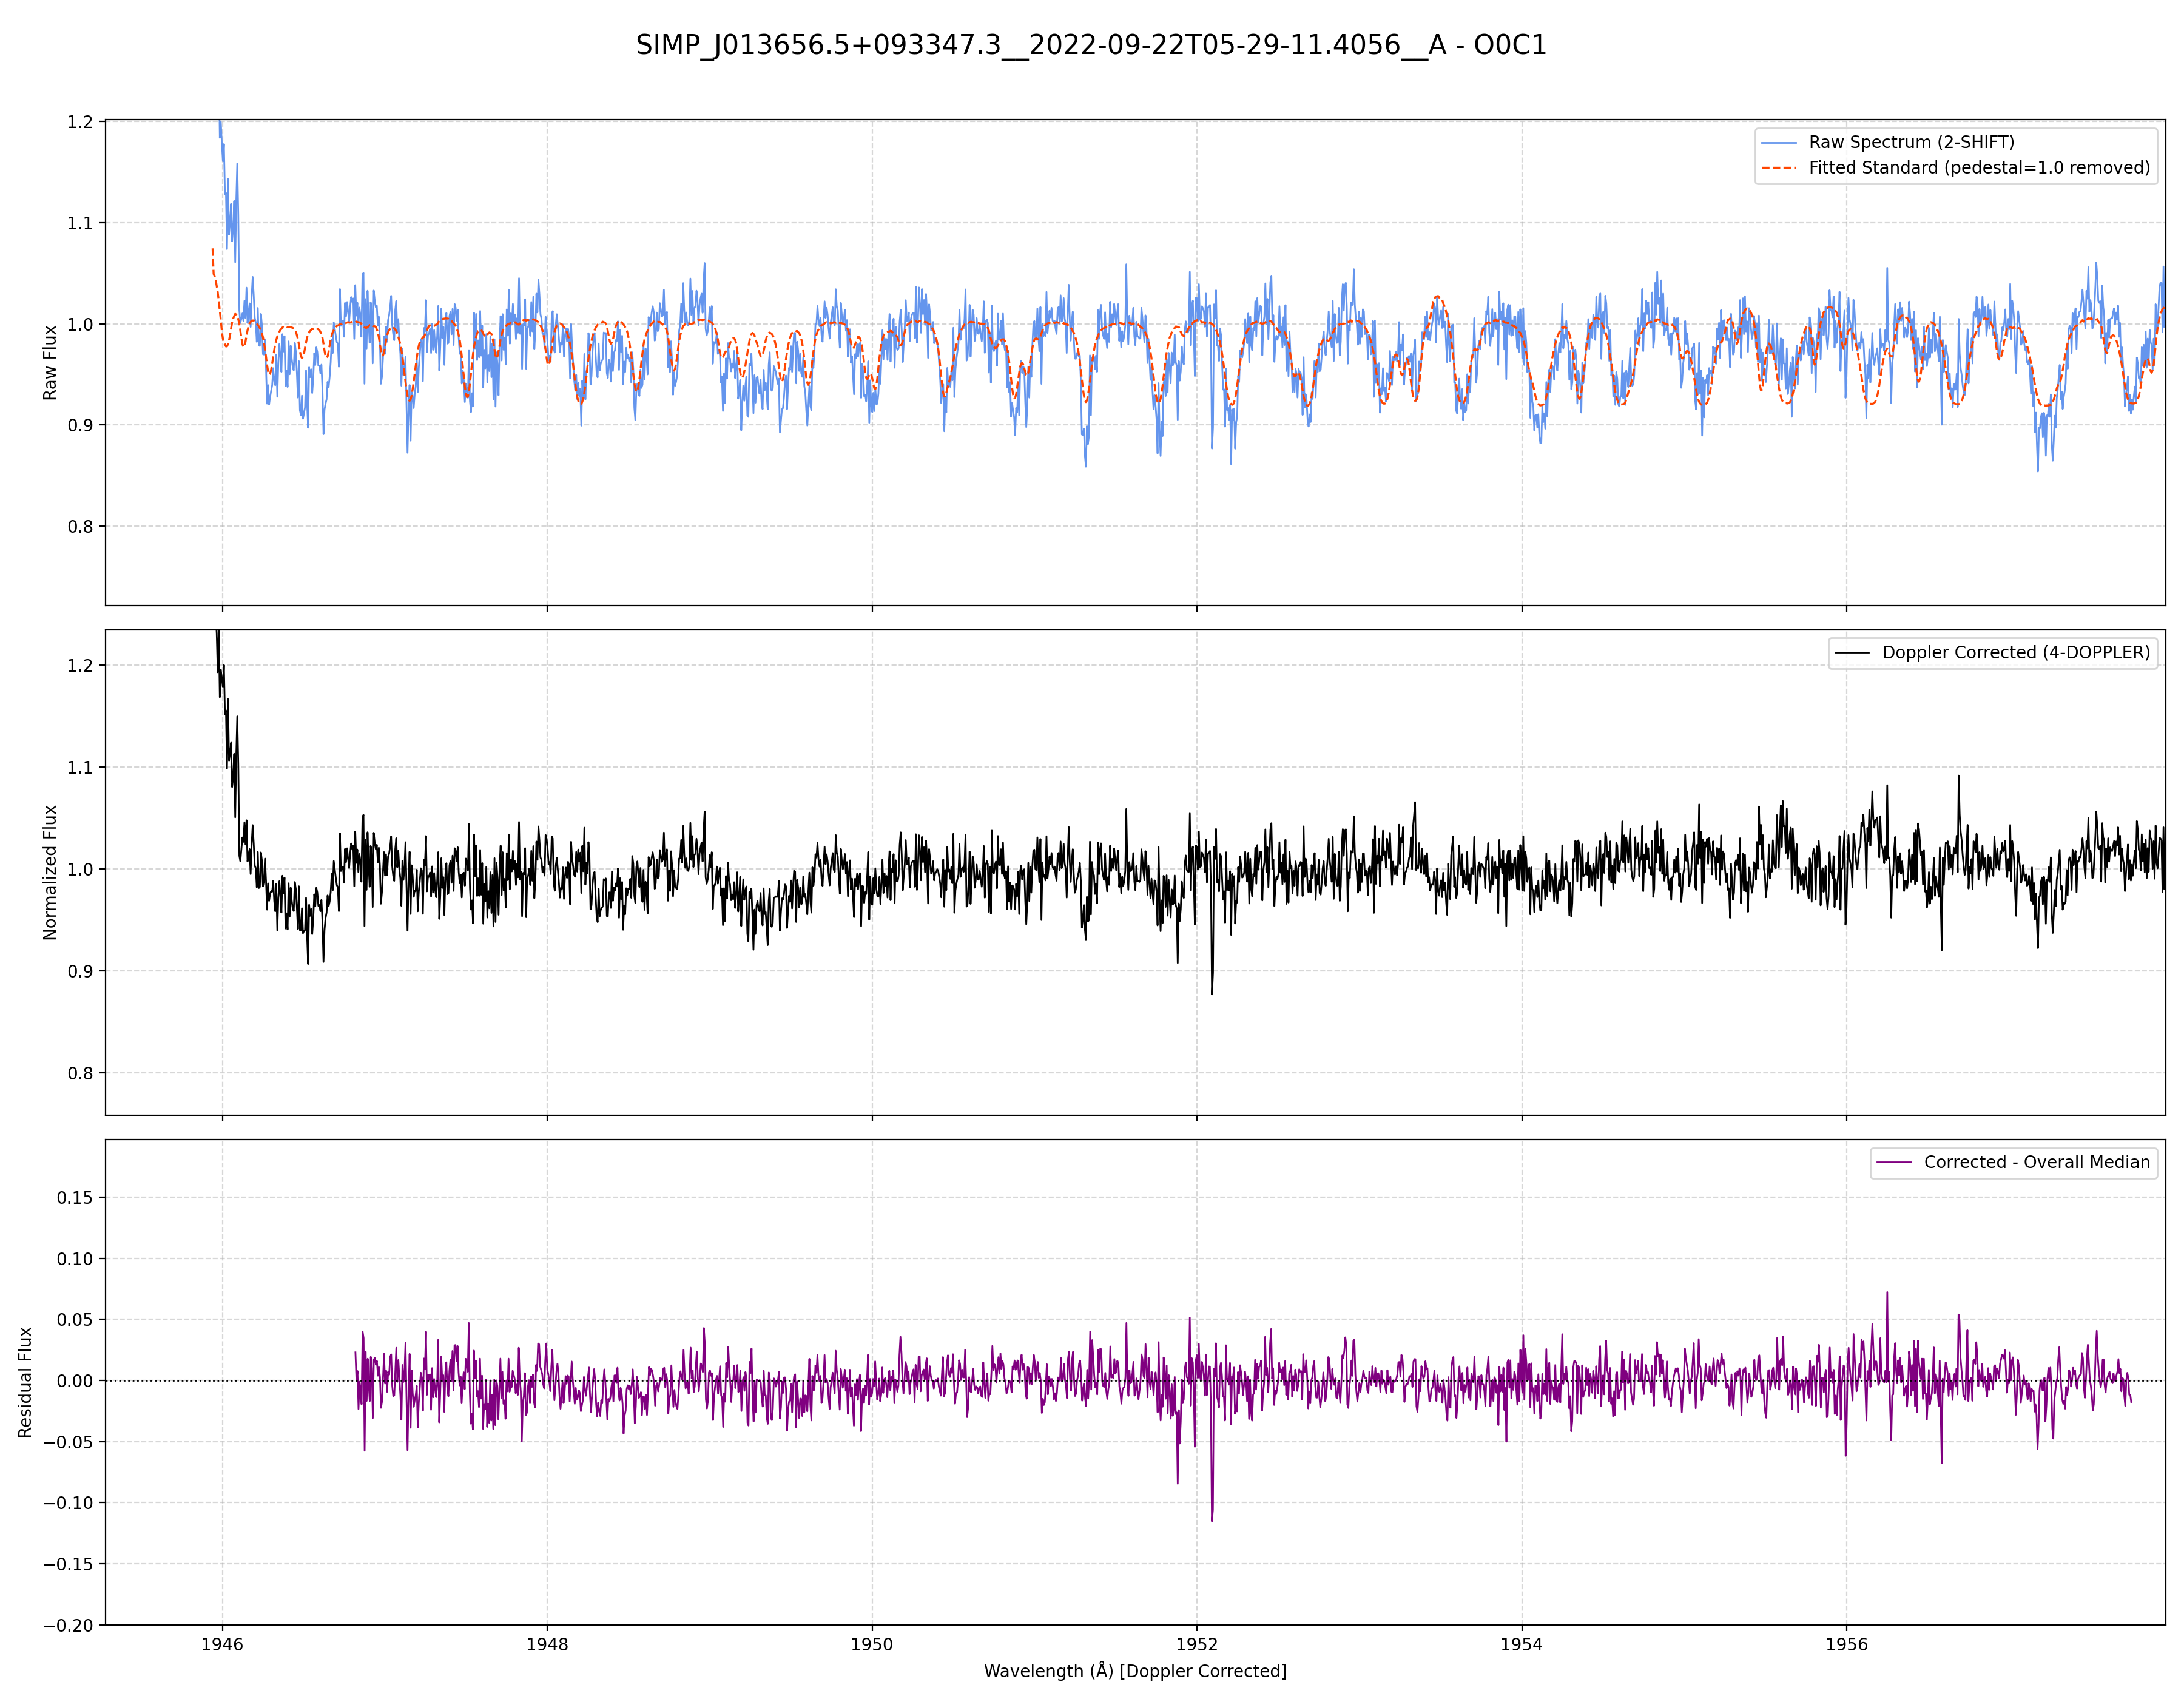 SIMP_J013656.5+093347.3__2022-09-22T05-29-11.4056__A - O0C1
Raw Flux
1.2
1.1
1.0
0.9
0.8
Raw Spectrum (2-SHIFT)
Fitted Standard (pedestal=1.0 removed)
Normalized Flux
1.2
1.1
1.0
0.9
0.8
Doppler Corrected (4-DOPPLER)
Residual Flux
0.15
0.10
0.05
0.00
−0.05
−0.10
−0.15
−0.20
Corrected - Overall Median
1946
1948
1950
1952
1954
1956
Wavelength (Å) [Doppler Corrected]